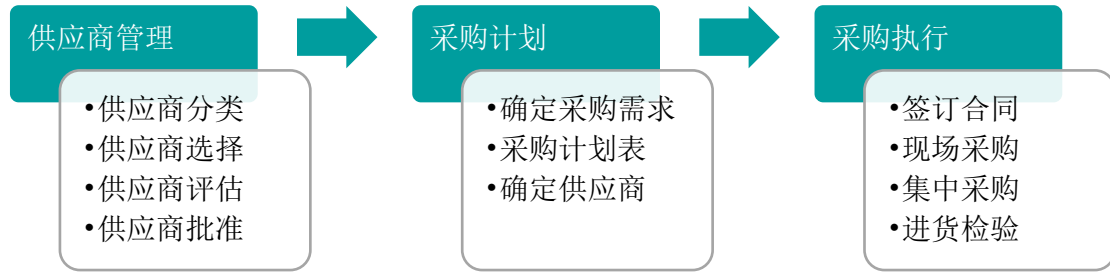 供应商管理
•供应商分类
•供应商选择
•供应商评估
•供应商批准
采购计划
•确定采购需求
•采购计划表
•确定供应商
采购执行
•签订合同
•现场采购
•集中采购
•进货检验